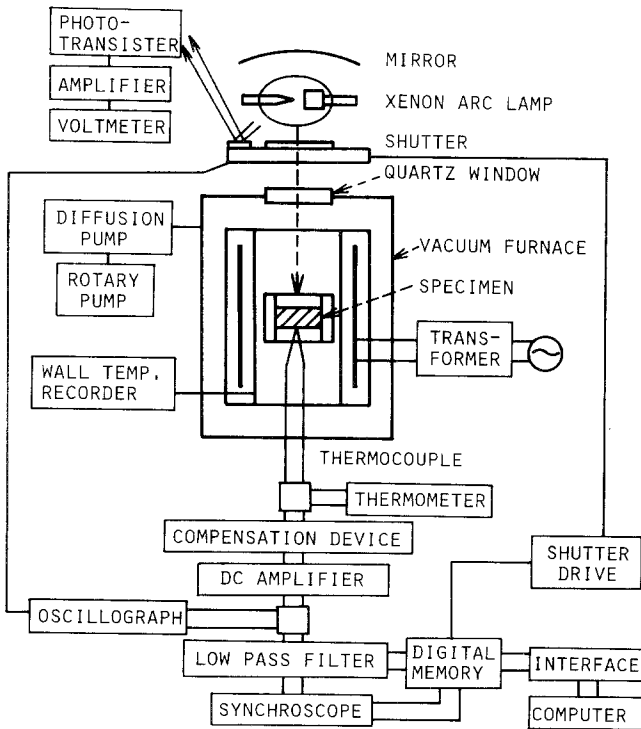 PHOTO-
TRANSISTER
AMPLIFIER
VOLTMETER
MIRROR
XENON ARC LAMP
SHUTTER
QUARTZ WINDOW
DIFFUSION
PUMP
ROTARY
PUMP
VACUUM FURNACE
SPECIMEN
TRANS-
FORMER
WALL TEMP.
RECORDER
THERMOCOUPLE
THERMOMETER
COMPENSATION DEVICE
DC AMPLIFIER
SHUTTER
DRIVE
OSCILLOGRAPH
LOW PASS FILTER
DIGITAL
MEMORY
INTERFACE
SYNCHROSCOPE
COMPUTER